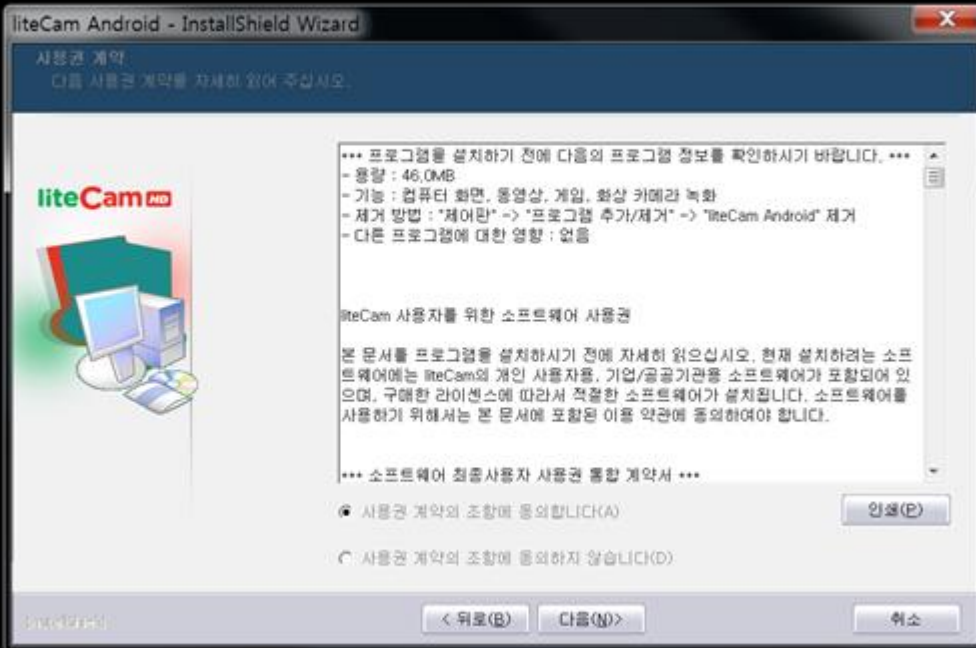 liteCam Android - InstallShield Wizard
사용권 계약
다음 사용권 계약을 자세히 읽어 주십시오.
liteCam HD
*** 프로그램을 설치하기 전에 다음의 프로그램 정보를 확인하시기 바랍니다. ***
- 용량 : 46.0MB
- 기능 : 컴퓨터 화면, 동영상, 게임, 화상 카메라 녹화
- 제거 방법 : "제어판" -> "프로그램 추가/제거" -> "liteCam Android" 제거
- 다른 프로그램에 대한 영향 : 없음
liteCam 사용자를 위한 소프트웨어 사용권
본 문서를 프로그램을 설치하시기 전에 자세히 읽으십시오. 현재 설치하려는 소프
트웨어에는 liteCam의 개인 사용자용, 기업/공공기관용 소프트웨어가 포함되어 있
으며, 구매한 라이센스에 따라서 적절한 소프트웨어가 설치됩니다. 소프트웨어를
사용하기 위해서는 본 문서에 포함된 이용 약관에 동의하여야 합니다.
*** 소프트웨어 최종사용자 사용권 통합 계약서 ***
사용권 계약의 조항에 동의합니다(A)
인쇄(P)
사용권 계약의 조항에 동의하지 않습니다(D)
InstallShield
< 뒤로(B)
다음(N)>
취소